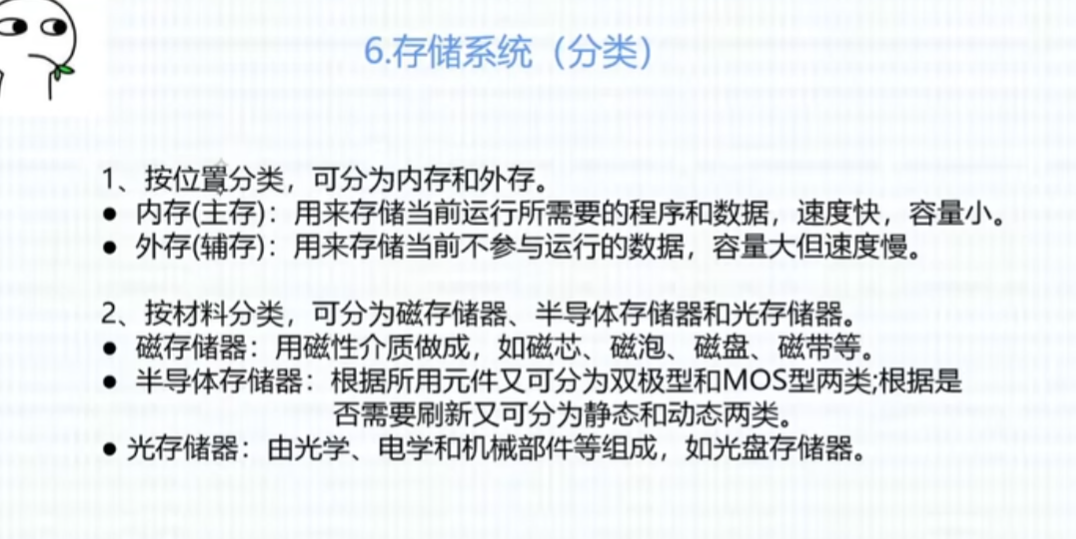 6.存储系统（分类）
1、按位置分类，可分为内存和外存。
● 内存(主存)：用来存储当前运行所需要的程序和数据，速度快，容量小。
● 外存(辅存)：用来存储当前不参与运行的数据，容量大但速度慢。
2、按材料分类，可分为磁存储器、半导体存储器和光存储器。
● 磁存储器：用磁性介质做成，如磁芯、磁泡、磁盘、磁带等。
● 半导体存储器：根据所用元件又可分为双极型和MOS型两类;根据是
否需要刷新又可分为静态和动态两类。
● 光存储器：由光学、电学和机械部件等组成，如光盘存储器。